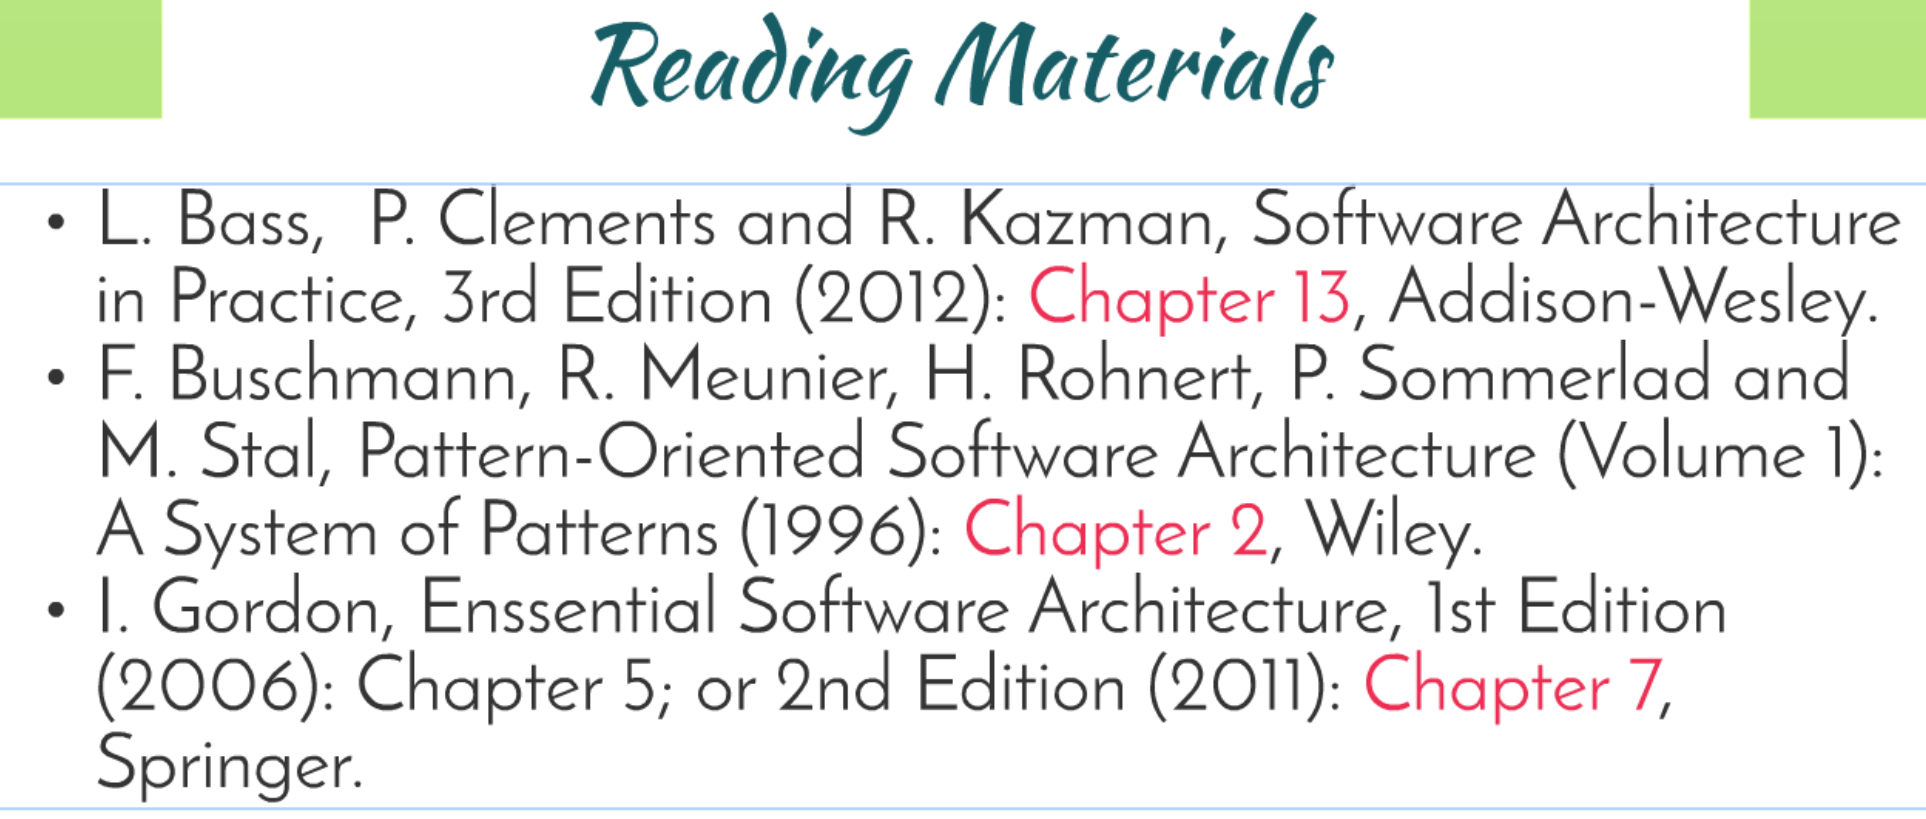 Reading Materials
• L. Bass,  P. Clements and R. Kazman, Software Architecture
in Practice, 3rd Edition (2012): Chapter 13, Addison-Wesley.
• F. Buschmann, R. Meunier, H. Rohnert, P. Sommerlad and
M. Stal, Pattern-Oriented Software Architecture (Volume 1):
A System of Patterns (1996): Chapter 2, Wiley.
• I. Gordon, Enssential Software Architecture, 1st Edition
(2006): Chapter 5; or 2nd Edition (2011): Chapter 7,
Springer.